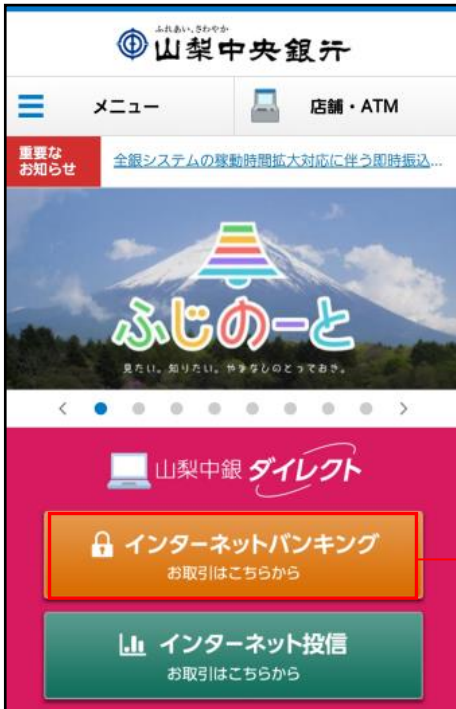 ふれあい、さわやか
山梨中央銀行
メニュー
店舗・ATM
重要な
お知らせ
全銀システムの稼動時間拡大対応に伴う即時振込...
ふじのーと
見たい。知りたい。やまなしのとっておき。
山梨中銀 ダイレクト
インターネットバンキング
お取引はこちらから
インターネット投信
お取引はこちらから